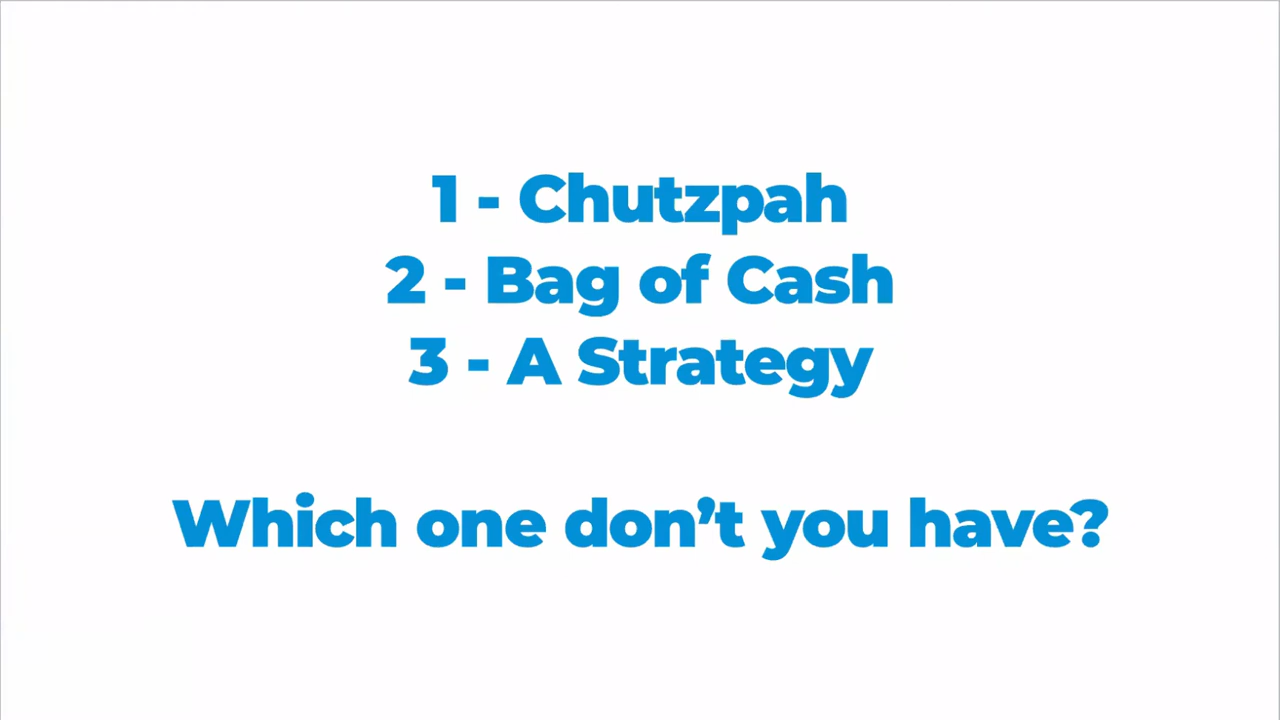 1 - Chutzpah
2 - Bag of Cash
3 - A Strategy
Which one don’t you have?